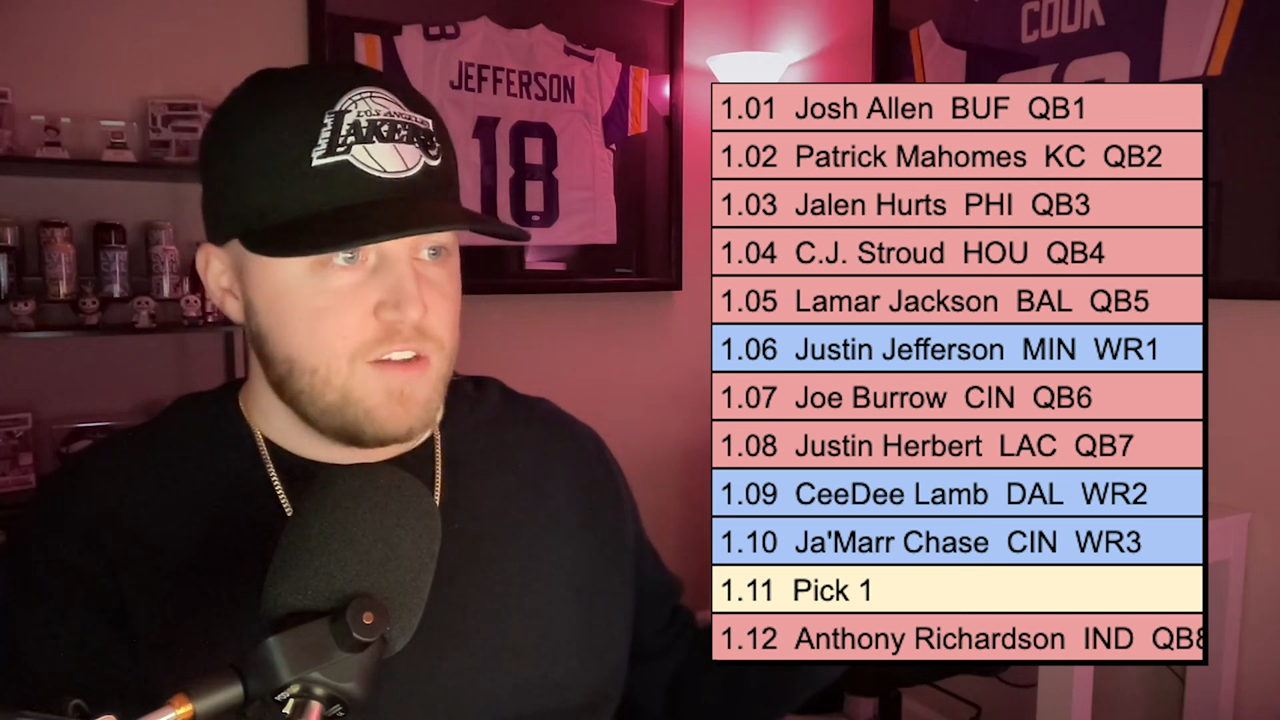 COOK
JEFFERSON
18
LOS ANGELES
LAKERS
1.01 Josh Allen BUF QB1
1.02 Patrick Mahomes KC QB2
1.03 Jalen Hurts PHI QB3
1.04 C.J. Stroud HOU QB4
1.05 Lamar Jackson BAL QB5
1.06 Justin Jefferson MIN WR1
1.07 Joe Burrow CIN QB6
1.08 Justin Herbert LAC QB7
1.09 CeeDee Lamb DAL WR2
1.10 Ja'Marr Chase CIN WR3
1.11 Pick 1
1.12 Anthony Richardson IND QB8